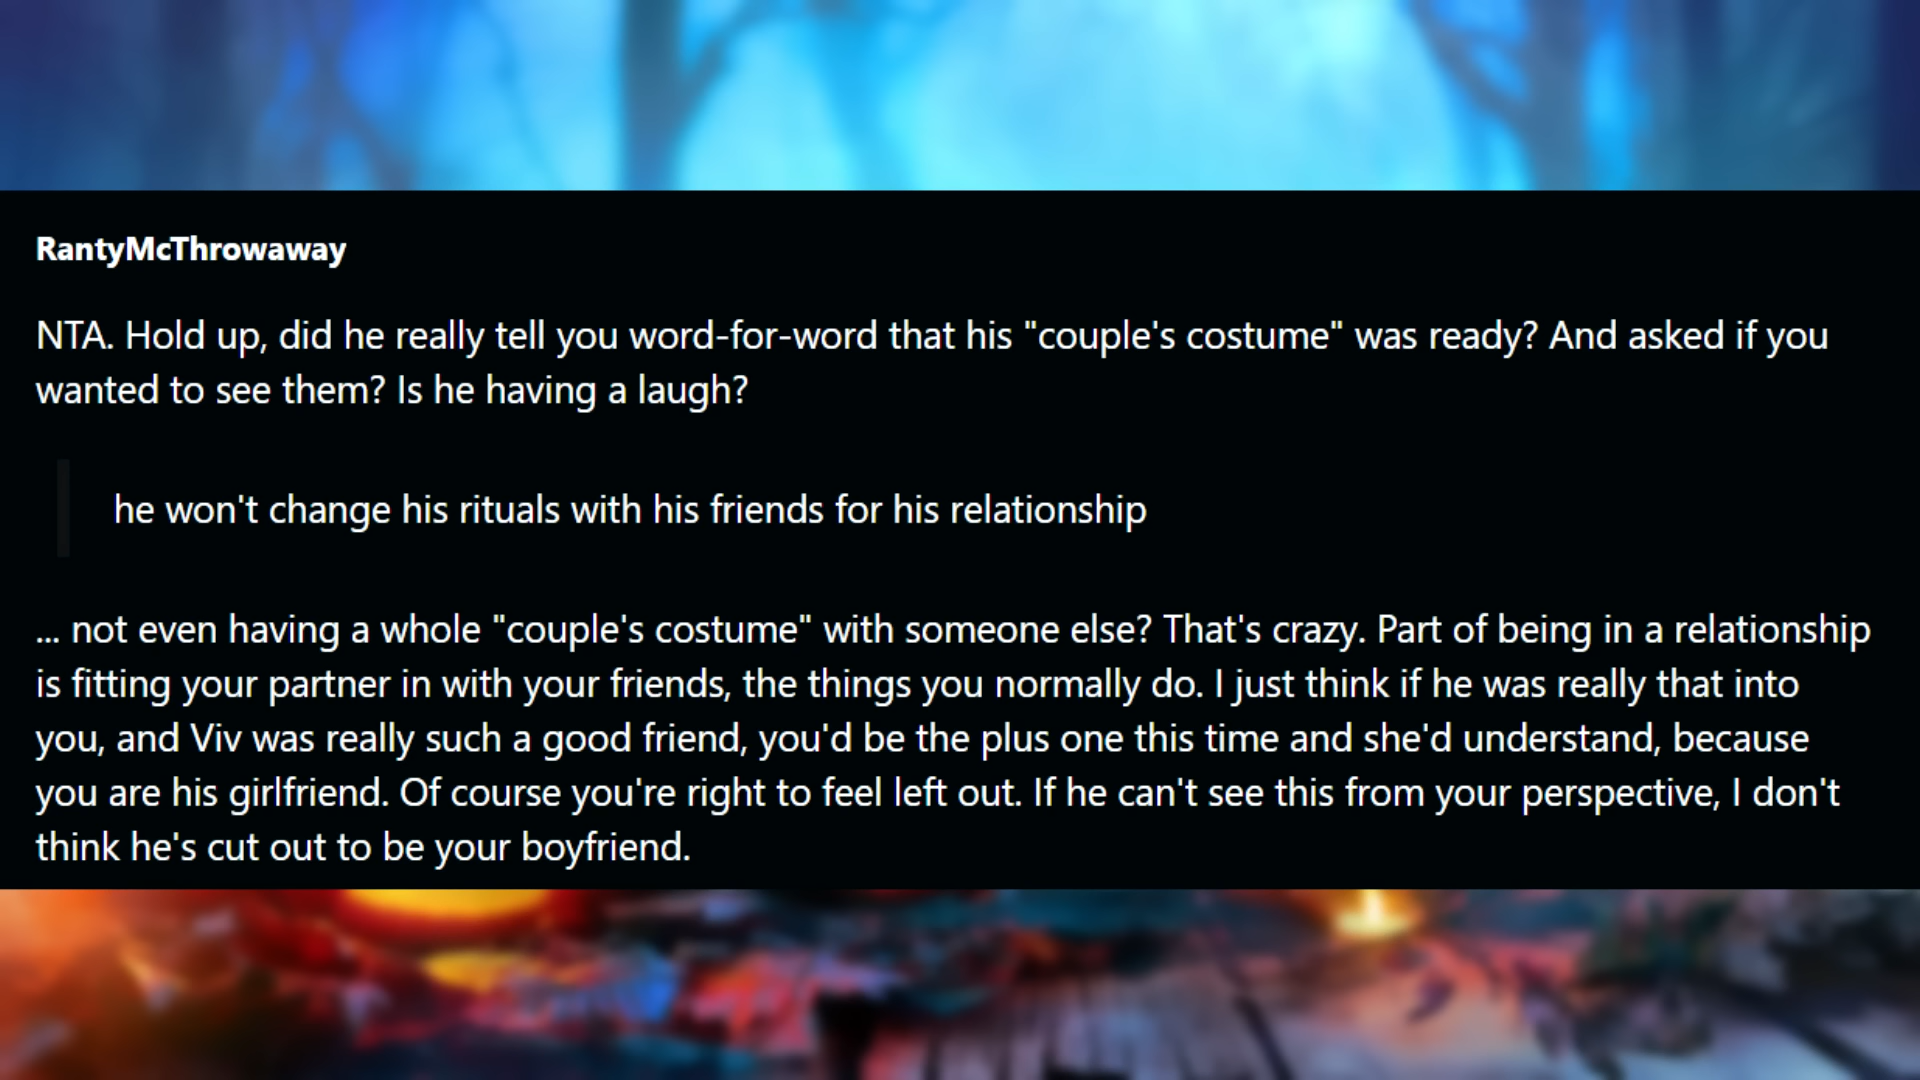 RantyMcThrowaway
NTA. Hold up, did he really tell you word-for-word that his "couple's costume" was ready? And asked if you
wanted to see them? Is he having a laugh?
he won't change his rituals with his friends for his relationship
... not even having a whole "couple's costume" with someone else? That's crazy. Part of being in a relationship
is fitting your partner in with your friends, the things you normally do. I just think if he was really that into
you, and Viv was really such a good friend, you'd be the plus one this time and she'd understand, because
you are his girlfriend. Of course you're right to feel left out. If he can't see this from your perspective, I don't
think he's cut out to be your boyfriend.